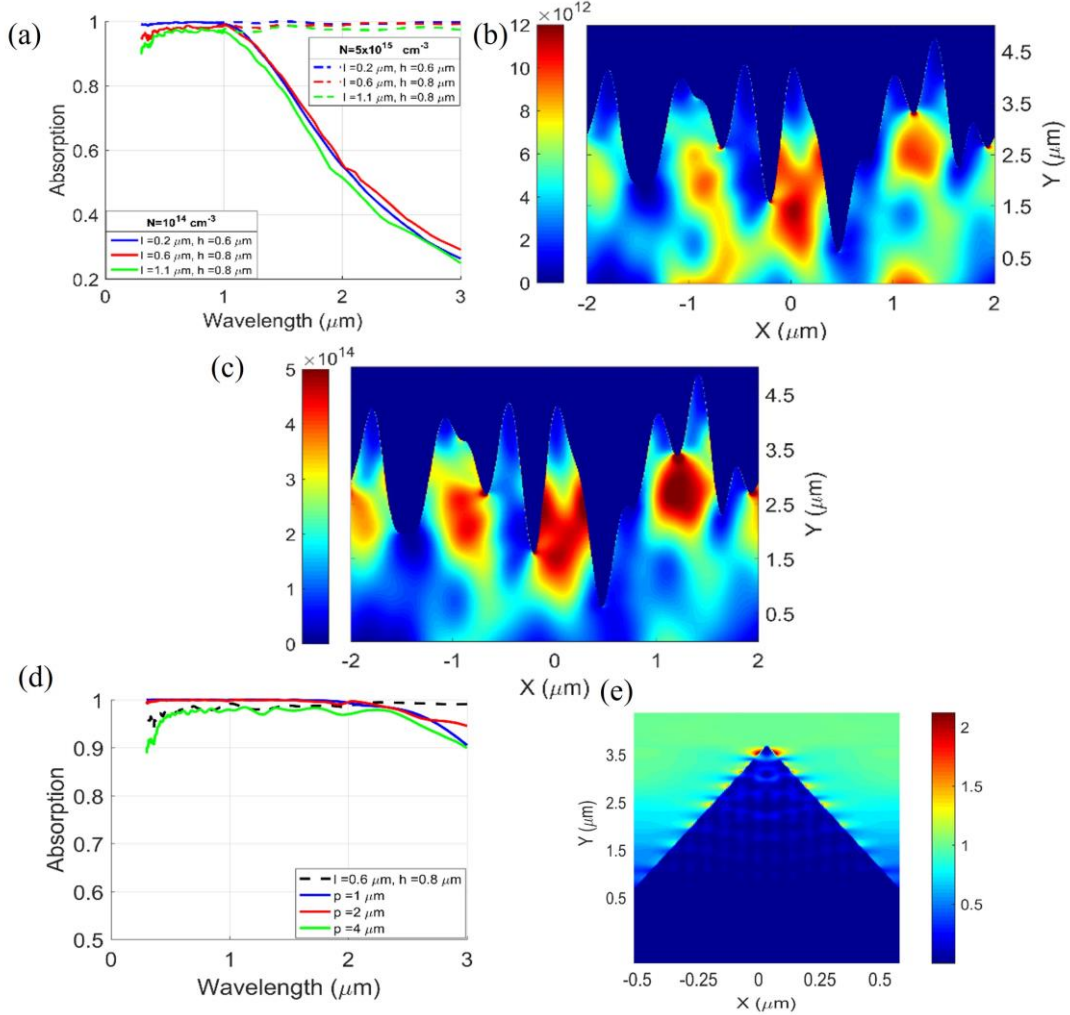 (a)
1
0.8
0.6
0.4
0.2
Absorption
N=5x10¹⁵ cm⁻³
l =0.2 μm, h =0.6 μm
l =0.6 μm, h =0.8 μm
l =1.1 μm, h =0.8 μm
N=10¹⁴ cm⁻³
l =0.2 μm, h =0.6 μm
l =0.6 μm, h =0.8 μm
l =1.1 μm, h =0.8 μm
0 1 2 3
Wavelength (μm)
(b)
×10¹²
12
10
8
6
4
2
0
4.5
3.5
2.5
1.5
0.5
Y (μm)
-2 -1 0 1 2
X (μm)
(c)
×10¹⁴
5
4
3
2
1
0
4.5
3.5
2.5
1.5
0.5
Y (μm)
-2 -1 0 1 2
X (μm)
(d)
1
0.9
0.8
0.7
0.6
0.5
Absorption
l =0.6 μm, h =0.8 μm
p =1 μm
p =2 μm
p =4 μm
0 1 2 3
Wavelength (μm)
(e)
3.5
2.5
1.5
0.5
Y (μm)
-0.5 -0.25 0 0.25 0.5
X (μm)
2
1.5
1
0.5